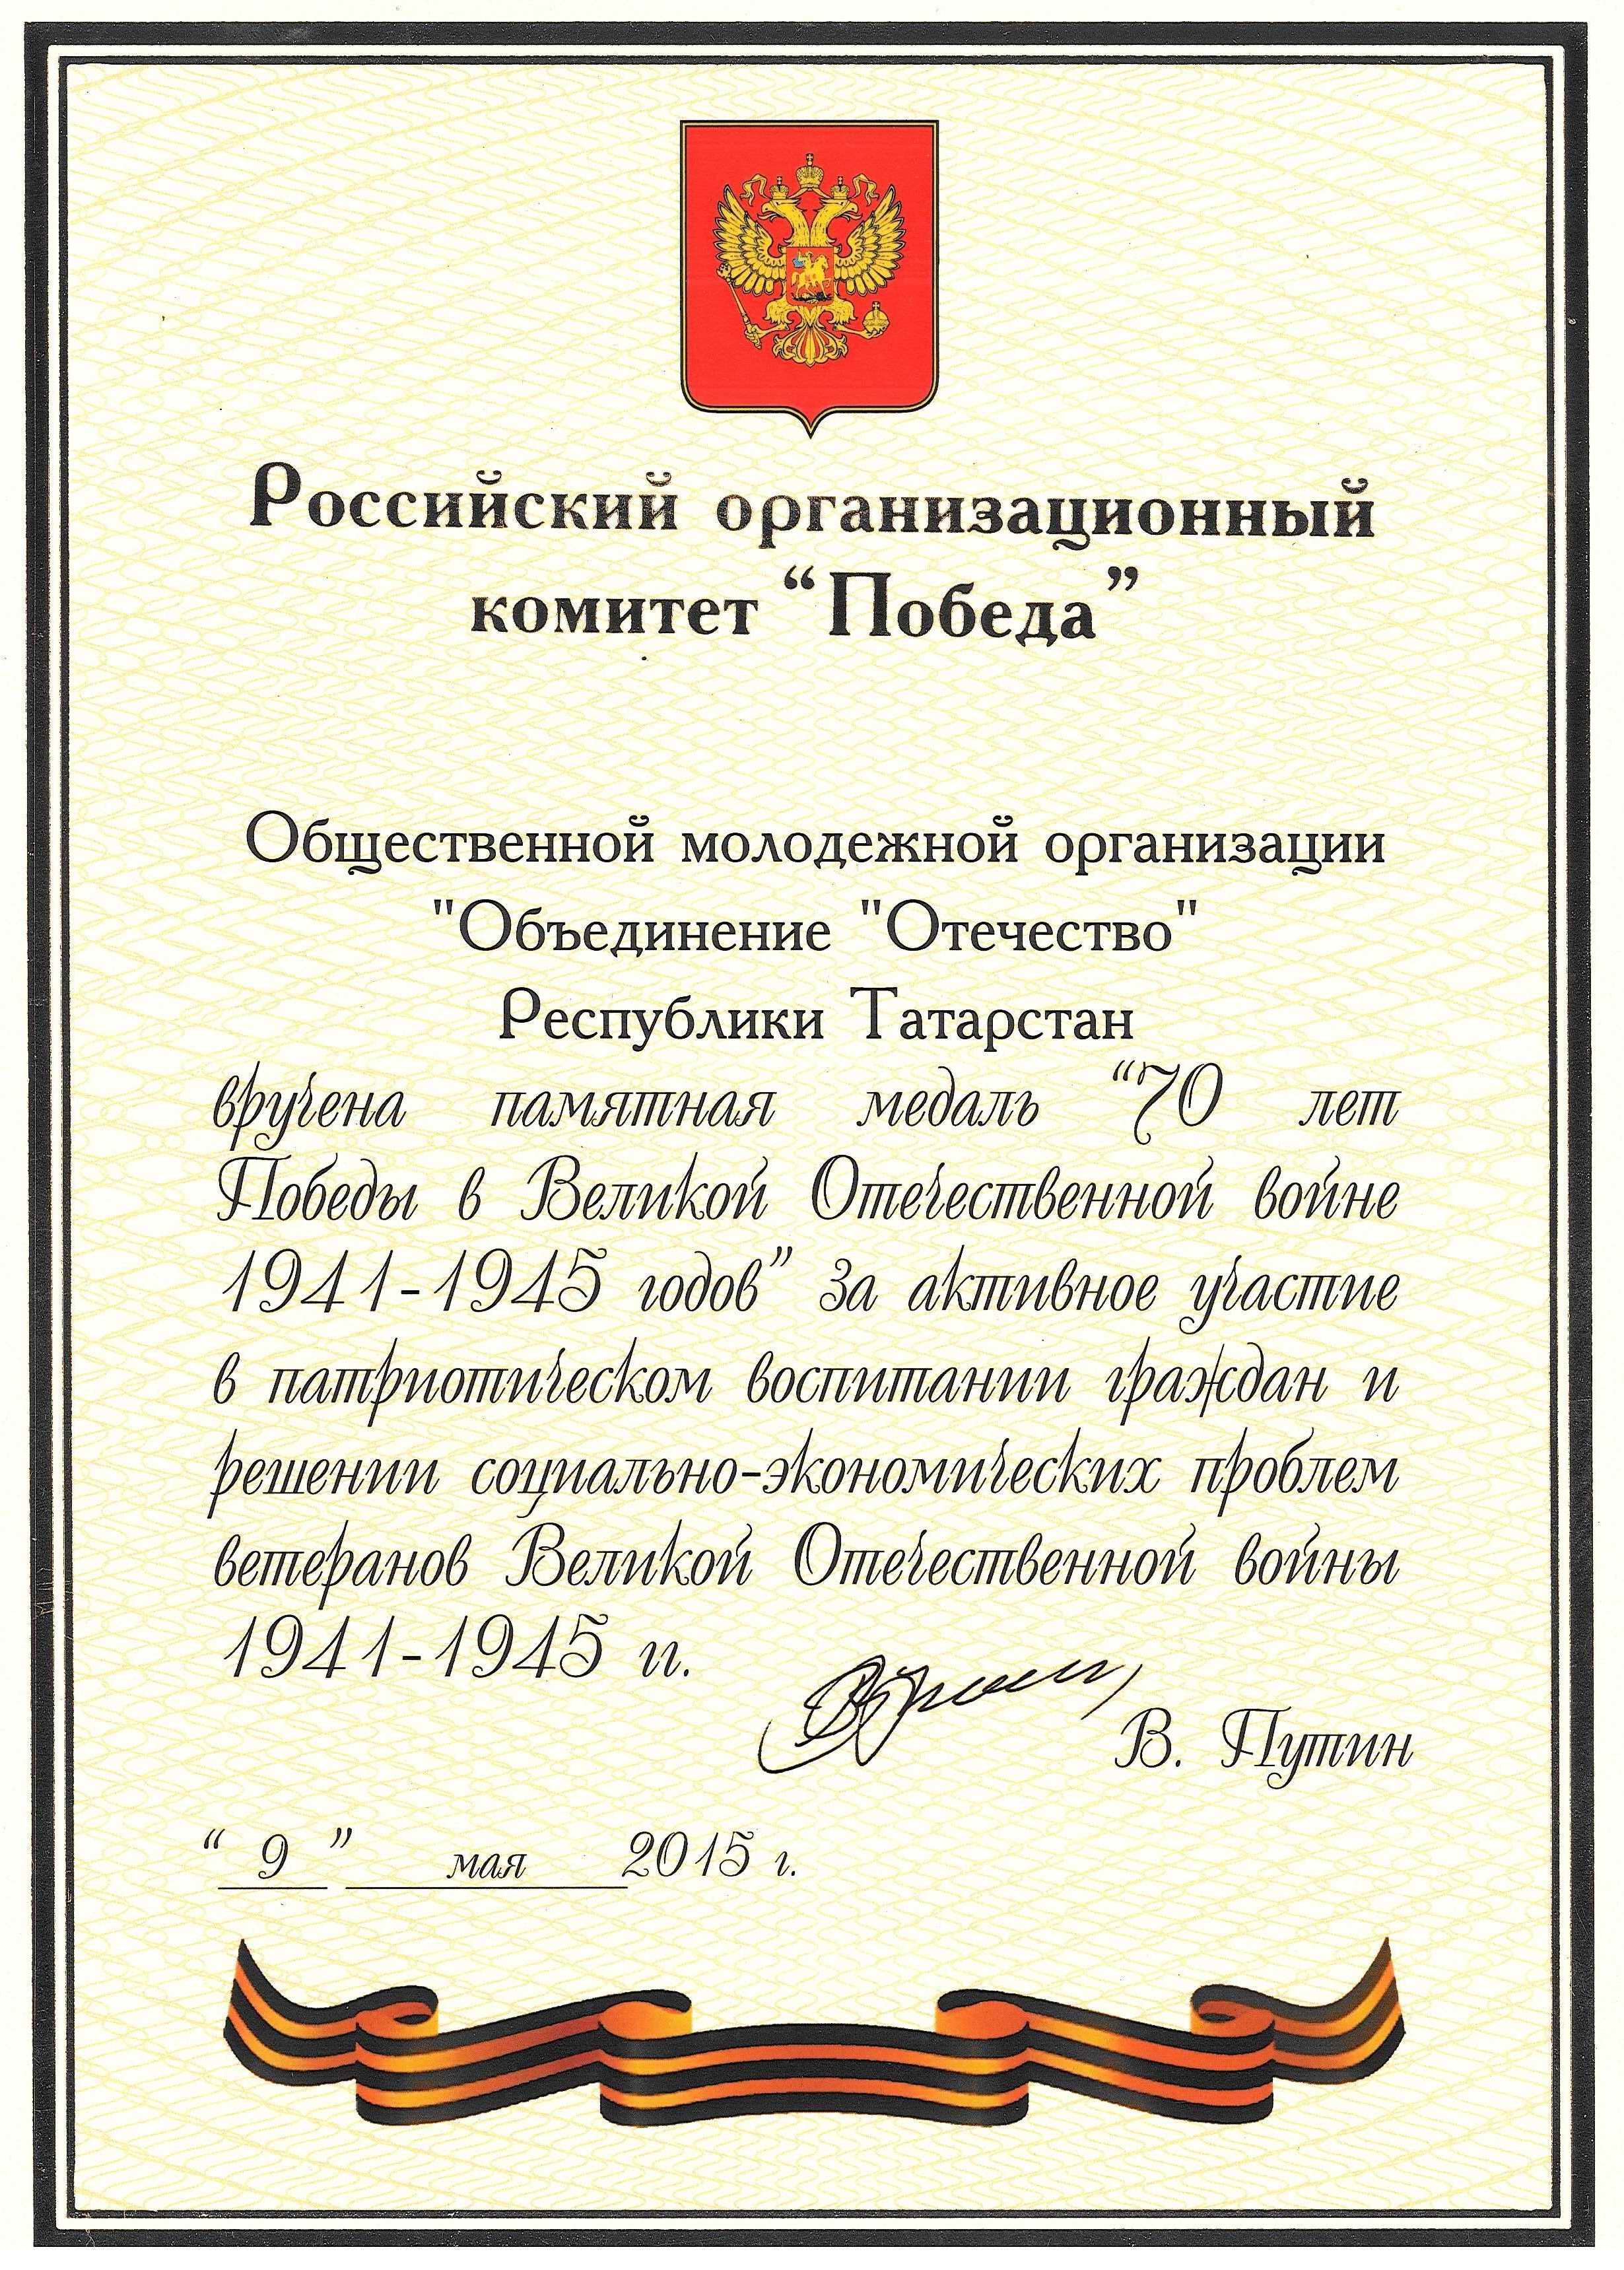 Российский организационный
комитет “Победа”
Общественной молодежной организации
"Объединение "Отечество"
Республики Татарстан
вручена памятная медаль “70 лет
Победы в Великой Отечественной войне
1941-1945 годов” за активное участие
в патриотическом воспитании граждан и
решении социально-экономических проблем
ветеранов Великой Отечественной войны
1941-1945 гг.
В. Путин
“ 9 ” мая 2015 г.